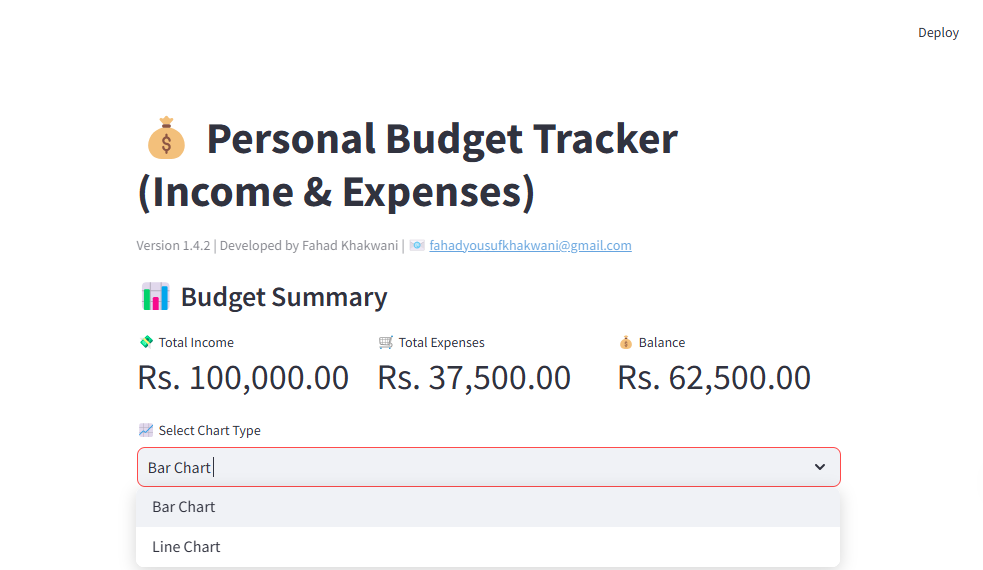 Deploy
Personal Budget Tracker
(Income & Expenses)
Version 1.4.2 | Developed by Fahad Khakwani | fahadyousufkhakwani@gmail.com
Budget Summary
Total Income Total Expenses Balance
Rs. 100,000.00 Rs. 37,500.00 Rs. 62,500.00
Select Chart Type
Bar Chart
Bar Chart
Line Chart